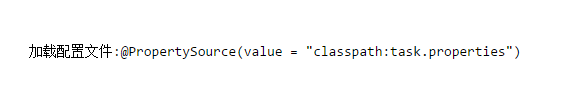 加载配置文件:@PropertySource(value = "classpath:task.properties")